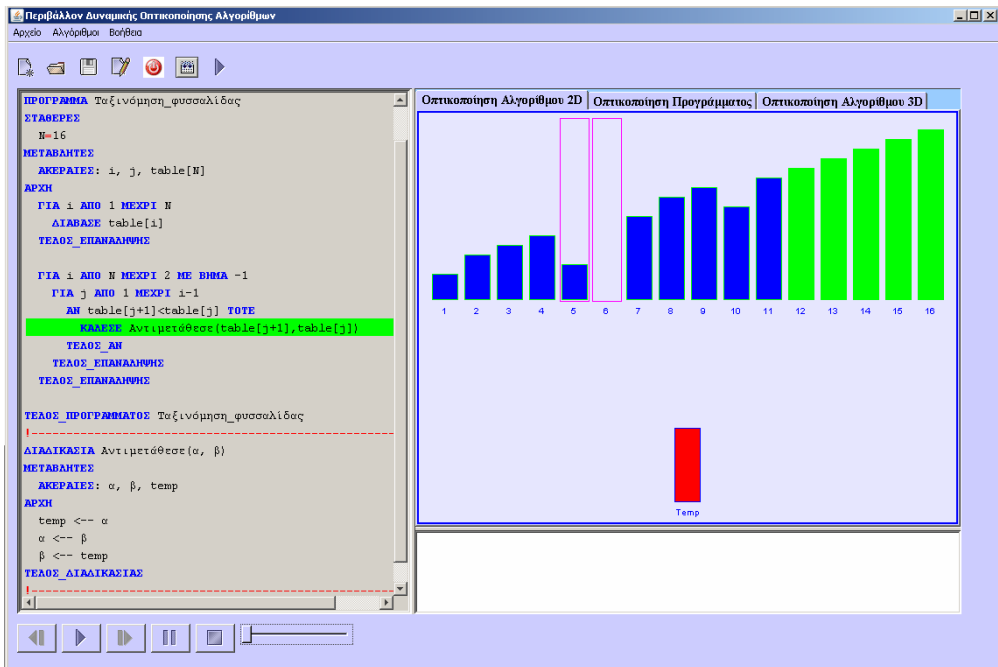 Περιβάλλον Δυναμικής Οπτικοποίησης Αλγορίθμων
Αρχείο Αλγόριθμοι Βοήθεια
ΠΡΟΓΡΑΜΜΑ Ταξινόμηση_φυσσαλίδας
ΣΤΑΘΕΡΕΣ
N=16
ΜΕΤΑΒΛΗΤΕΣ
ΑΚΕΡΑΙΕΣ: i, j, table[N]
ΑΡΧΗ
ΓΙΑ i ΑΠΟ 1 ΜΕΧΡΙ N
ΔΙΑΒΑΣΕ table[i]
ΤΕΛΟΣ_ΕΠΑΝΑΛΗΨΗΣ
ΓΙΑ i ΑΠΟ N ΜΕΧΡΙ 2 ΜΕ ΒΗΜΑ -1
ΓΙΑ j ΑΠΟ 1 ΜΕΧΡΙ i-1
ΑΝ table[j+1]<table[j] ΤΟΤΕ
ΚΑΛΕΣΕ Αντιμετάθεσε(table[j+1],table[j])
ΤΕΛΟΣ_ΑΝ
ΤΕΛΟΣ_ΕΠΑΝΑΛΗΨΗΣ
ΤΕΛΟΣ_ΕΠΑΝΑΛΗΨΗΣ
ΤΕΛΟΣ_ΠΡΟΓΡΑΜΜΑΤΟΣ Ταξινόμηση_φυσσαλίδας
!--------------------------------------------------
ΔΙΑΔΙΚΑΣΙΑ Αντιμετάθεσε(α, β)
ΜΕΤΑΒΛΗΤΕΣ
ΑΚΕΡΑΙΕΣ: α, β, temp
ΑΡΧΗ
temp <-- α
α <-- β
β <-- temp
ΤΕΛΟΣ_ΔΙΑΔΙΚΑΣΙΑΣ
!--------------------------------------------------
Οπτικοποίηση Αλγορίθμου 2D Οπτικοποίηση Προγράμματος Οπτικοποίηση Αλγορίθμου 3D
1 2 3 4 5 6 7 8 9 10 11 12 13 14 15 16
Temp